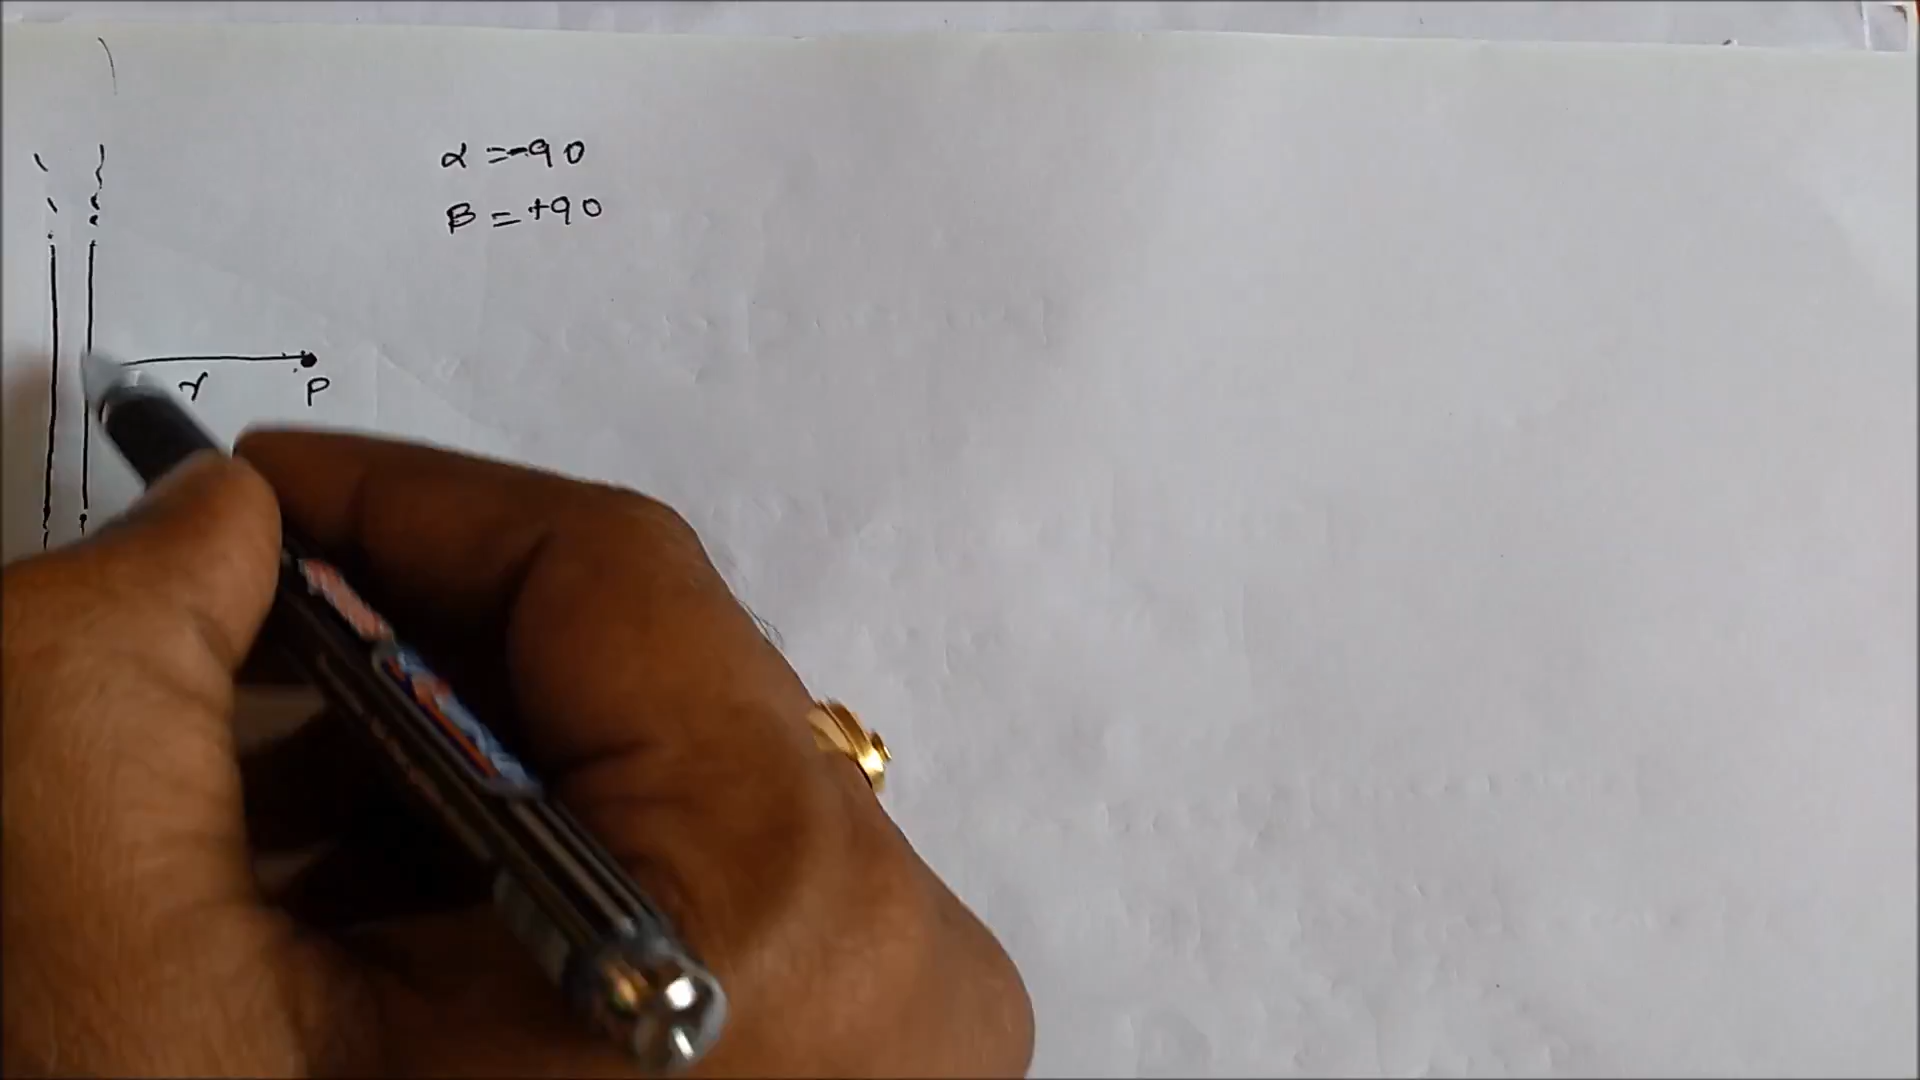 α = -90
β = +90
r
P